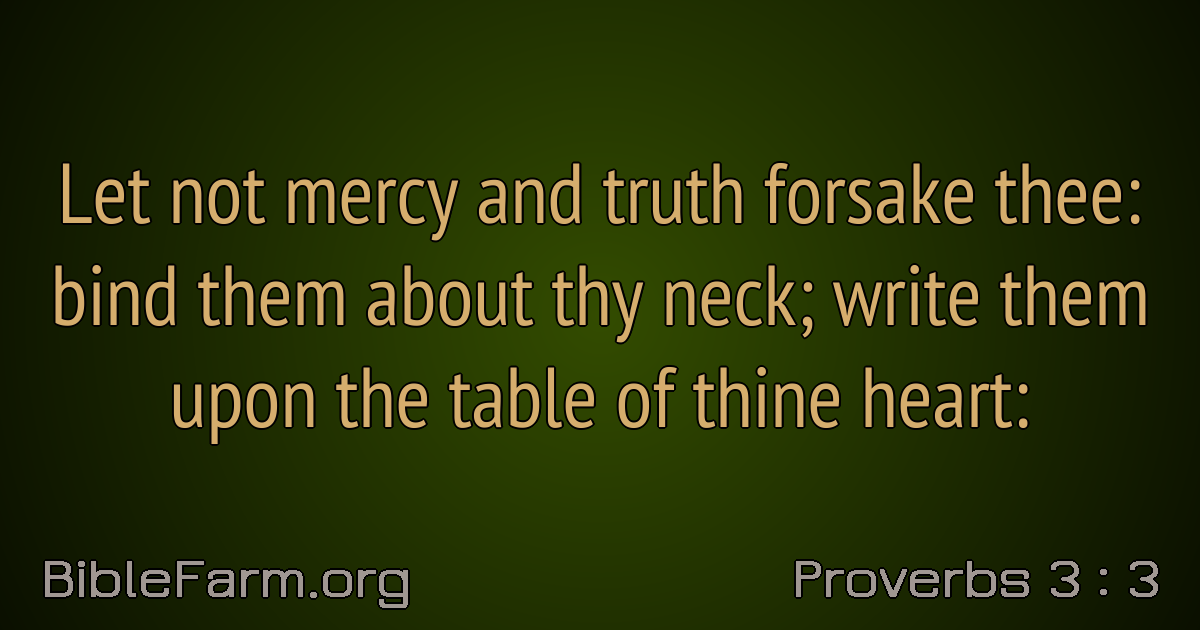 Let not mercy and truth forsake thee:
bind them about thy neck; write them
upon the table of thine heart:
BibleFarm.org
Proverbs 3 : 3